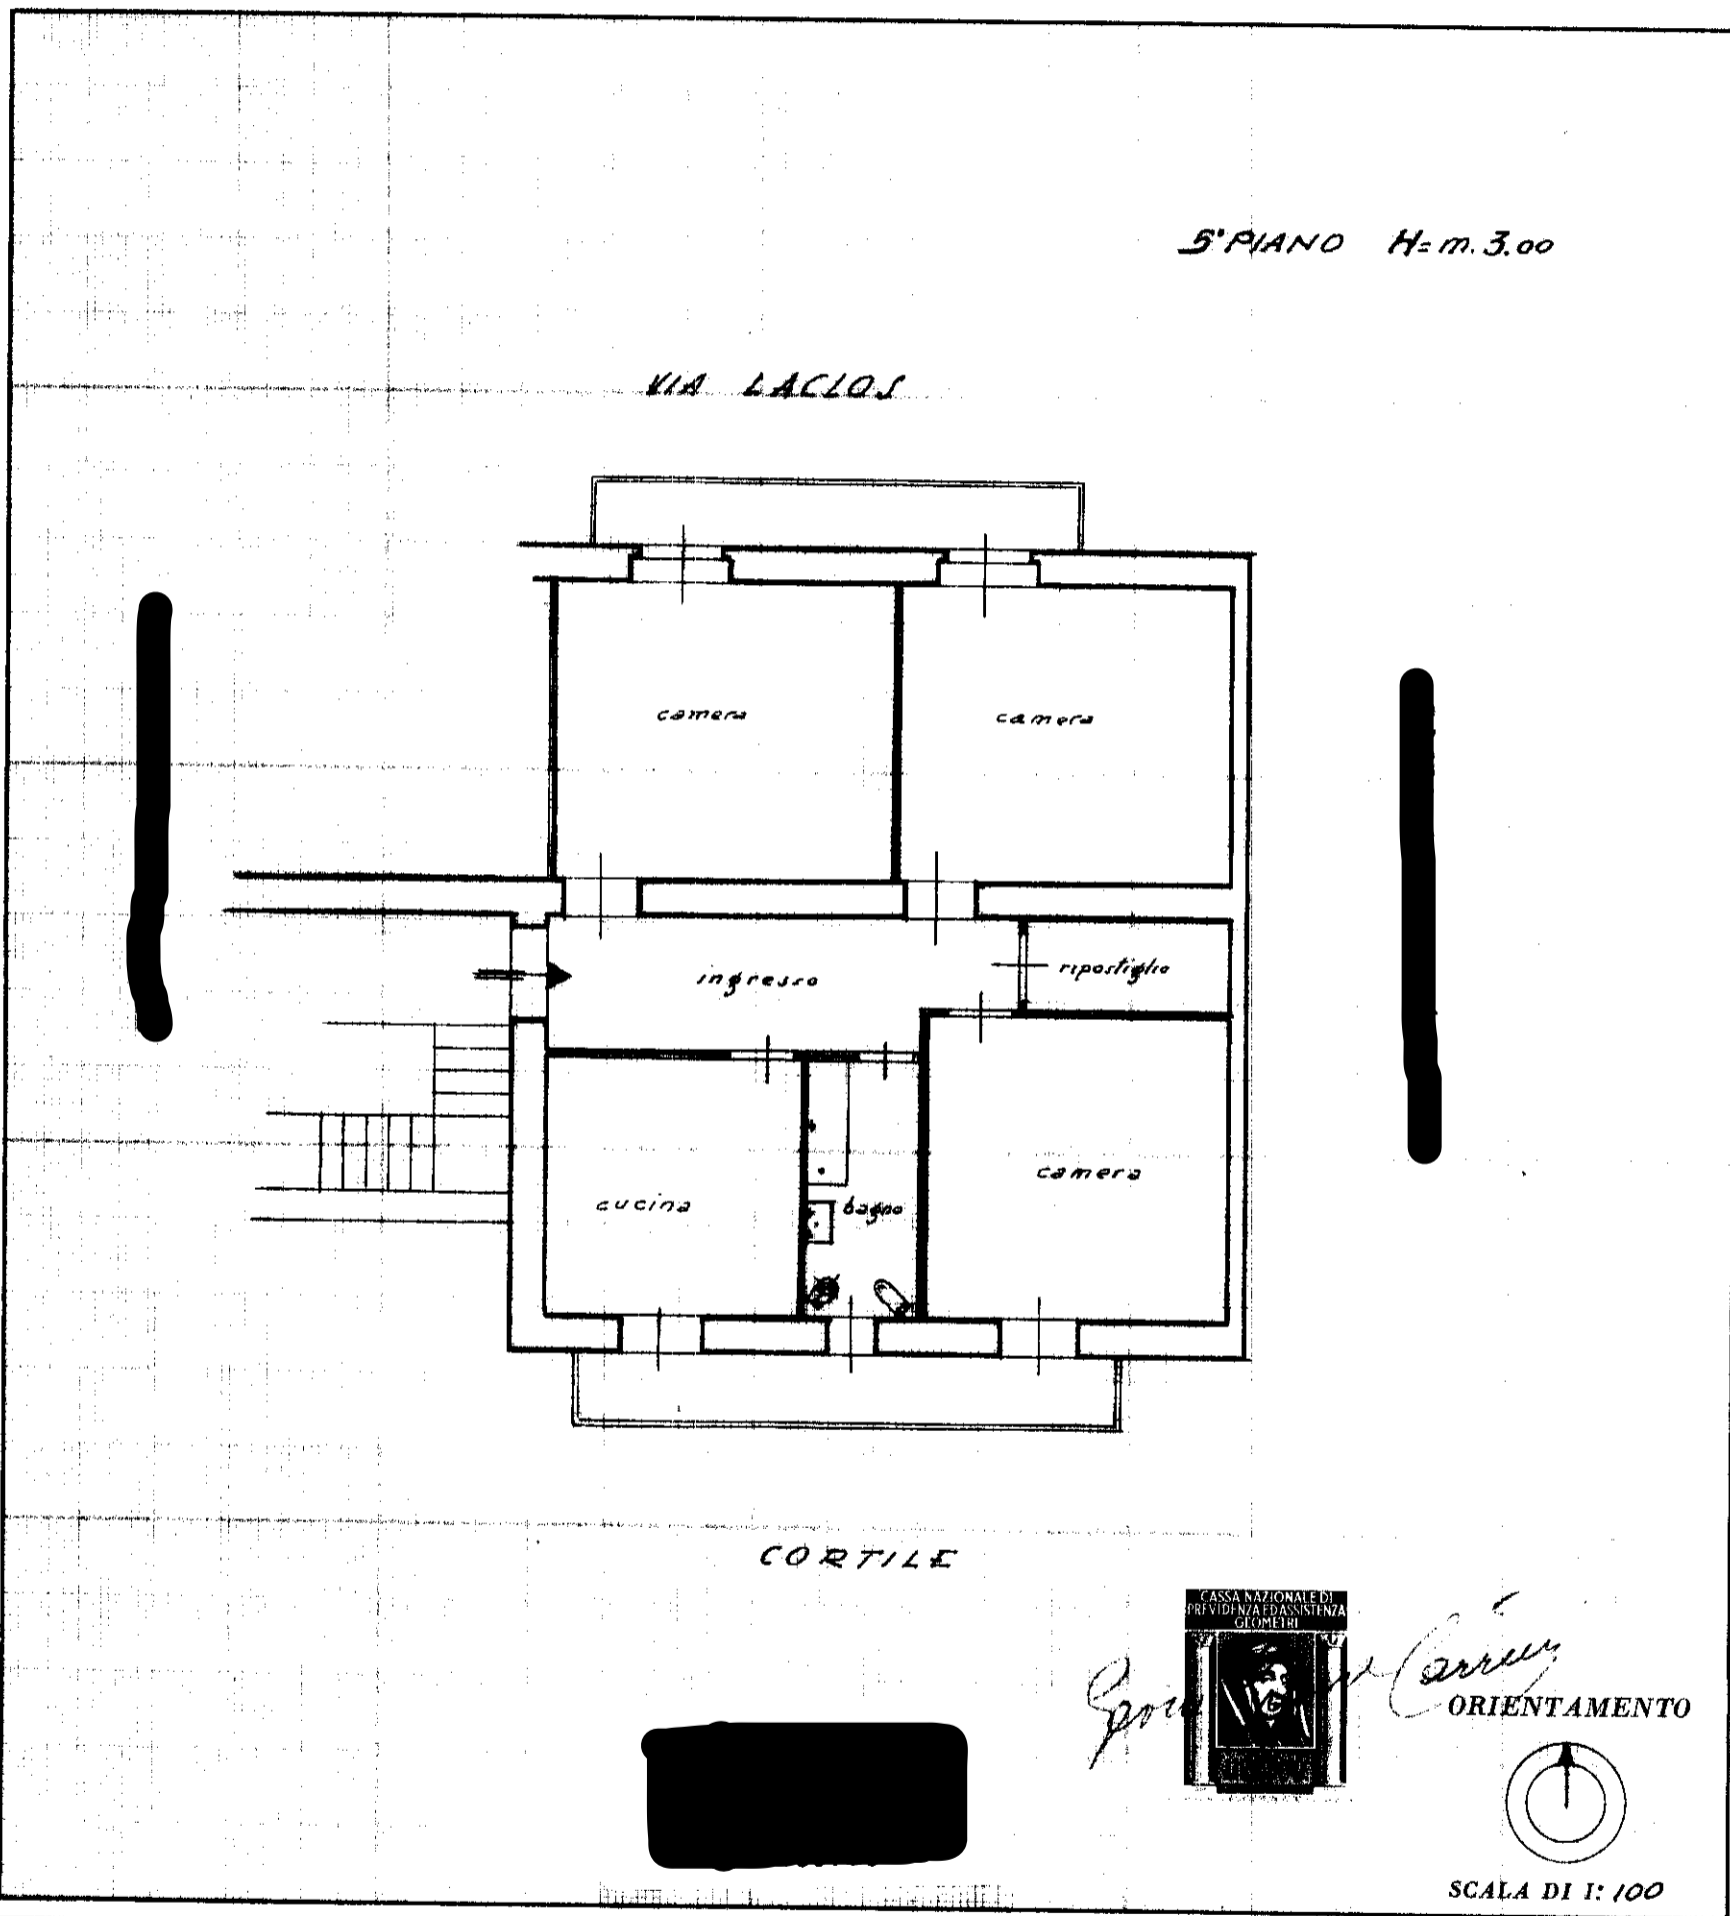 5° PIANO H=m.3.00
VIA LACLOS
camera
camera
ingresso
ripostiglio
cucina
bagno
camera
CORTILE
CASSA NAZIONALE DI
PREVIDENZA ED ASSISTENZA
GEOMETRI
ORIENTAMENTO
SCALA DI 1: 100